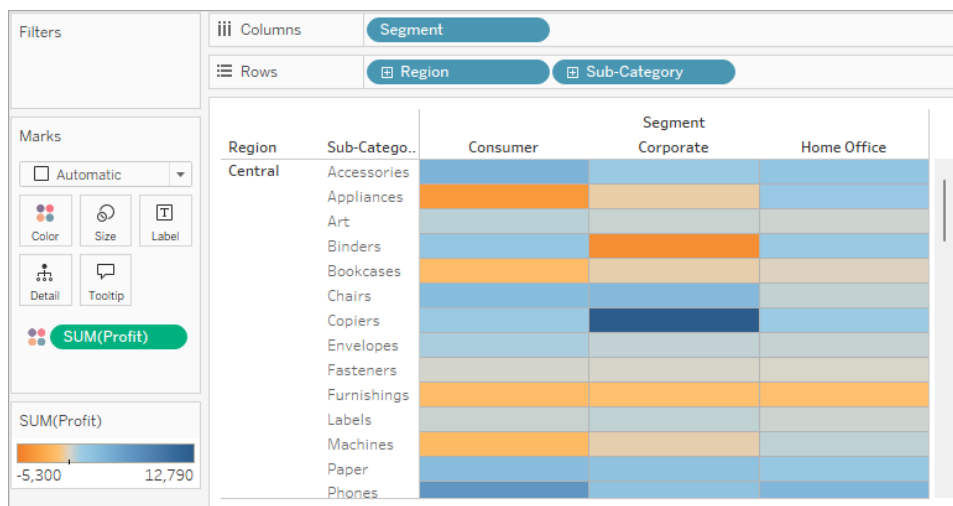 Filters
Columns
Segment
Rows
Region
Sub-Category
Marks
Automatic
Color
Size
Label
Detail
Tooltip
SUM(Profit)
SUM(Profit)
-5,300 12,790
Segment
Region Sub-Catego.. Consumer Corporate Home Office
Central Accessories
Appliances
Art
Binders
Bookcases
Chairs
Copiers
Envelopes
Fasteners
Furnishings
Labels
Machines
Paper
Phones